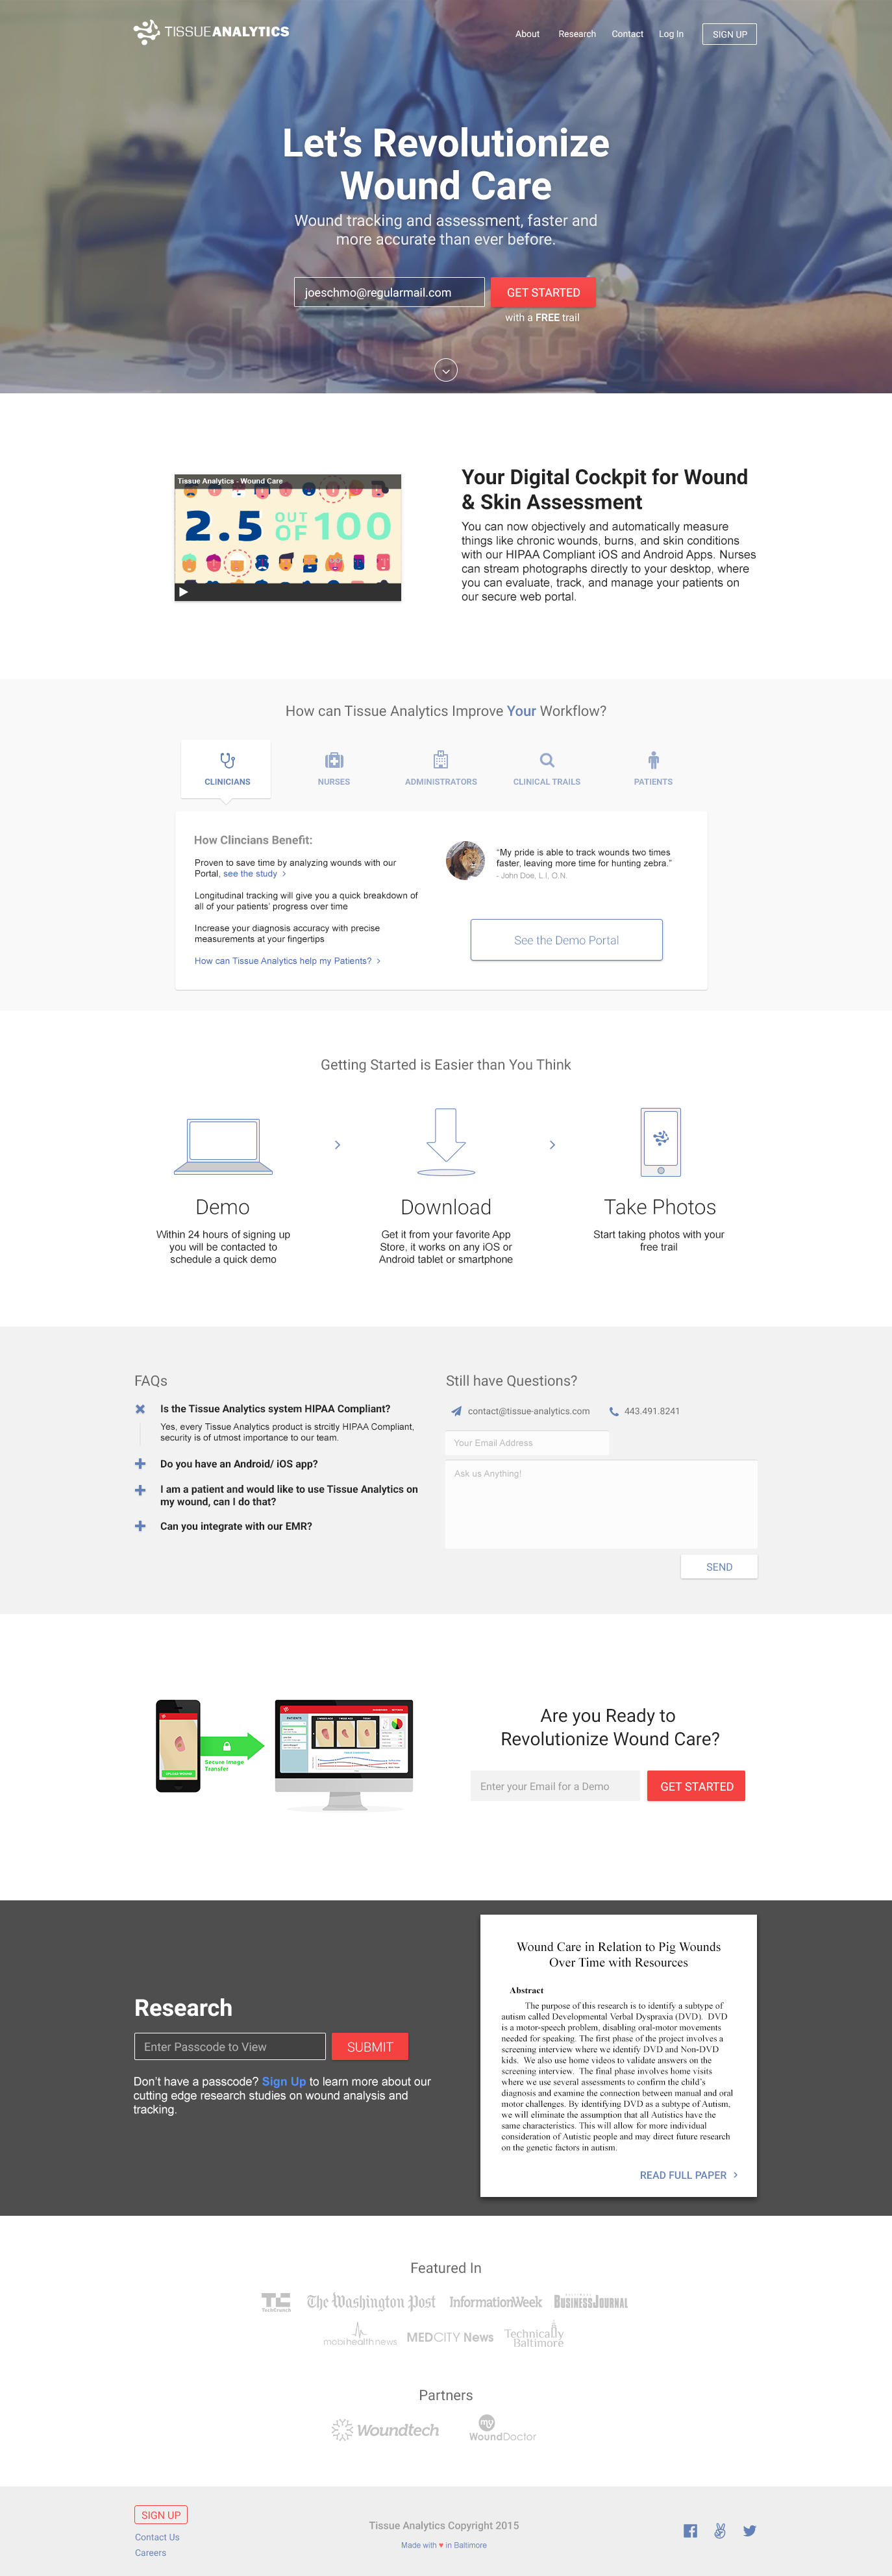 TISSUEANALYTICS
About Research Contact Log In SIGN UP
Let's Revolutionize
Wound Care
Wound tracking and assessment, faster and
more accurate than ever before.
joeschmo@regularmail.com GET STARTED
with a FREE trail
shutterstock
Tissue Analytics - Wound Care
2.5 OUT OF 100
Your Digital Cockpit for Wound
& Skin Assessment
You can now objectively and automatically measure
things like chronic wounds, burns, and skin conditions
with our HIPAA Compliant iOS and Android Apps. Nurses
can stream photographs directly to your desktop, where
you can evaluate, track, and manage your patients on
our secure web portal.
How can Tissue Analytics Improve Your Workflow?
CLINICIANS NURSES ADMINISTRATORS CLINICAL TRAILS PATIENTS
How Clincians Benefit:
Proven to save time by analyzing wounds with our
Portal, see the study >
Longitudinal tracking will give you a quick breakdown of
all of your patients' progress over time
Increase your diagnosis accuracy with precise
measurements at your fingertips
How can Tissue Analytics help my Patients? >
“My pride is able to track wounds two times
faster, leaving more time for hunting zebra.”
- John Doe, L.I. O.N.
See the Demo Portal
Getting Started is Easier than You Think
Demo
Within 24 hours of signing up
you will be contacted to
schedule a quick demo
Download
Get it from your favorite App
Store, it works on any iOS or
Android tablet or smartphone
Take Photos
Start taking photos with your
free trail
FAQs
Is the Tissue Analytics system HIPAA Compliant?
Yes, every Tissue Analytics product is strcitly HIPAA Compliant,
security is of utmost importance to our team.
Do you have an Android/ iOS app?
I am a patient and would like to use Tissue Analytics on
my wound, can I do that?
Can you integrate with our EMR?
Still have Questions?
contact@tissue-analytics.com 443.491.8241
Your Email Address
Ask us Anything!
SEND
Secure Image
Transfer
Are you Ready to
Revolutionize Wound Care?
Enter your Email for a Demo GET STARTED
Research
Enter Passcode to View SUBMIT
Don't have a passcode? Sign Up to learn more about our
cutting edge research studies on wound analysis and
tracking.
Wound Care in Relation to Pig Wounds
Over Time with Resources
Abstract
The purpose of this research is to identify a subtype of
autism called Developmental Verbal Dyspraxia (DVD). DVD
is a motor-speech problem, disabling oral-motor movements
needed for speaking. The first phase of the project involves a
screening interview where we identify DVD and Non-DVD
kids. We also use home videos to validate answers on the
screening interview. The final phase involves home visits
where we use several assessments to confirm the child's
diagnosis and examine the connection between manual and oral
motor challenges. By identifying DVD as a subtype of Autism,
we will eliminate the assumption that all Autistics have the
same characteristics. This will allow for more individual
consideration of Autistic people and may direct future research
on the genetic factors in autism.
READ FULL PAPER >
Featured In
TC TechCrunch The Washington Post InformationWeek BUSINESS JOURNAL
mobihealthnews MEDCITY News Technically
Baltimore
Partners
Woundtech WoundDoctor
SIGN UP
Contact Us
Careers
Tissue Analytics Copyright 2015
Made with ♥ in Baltimore